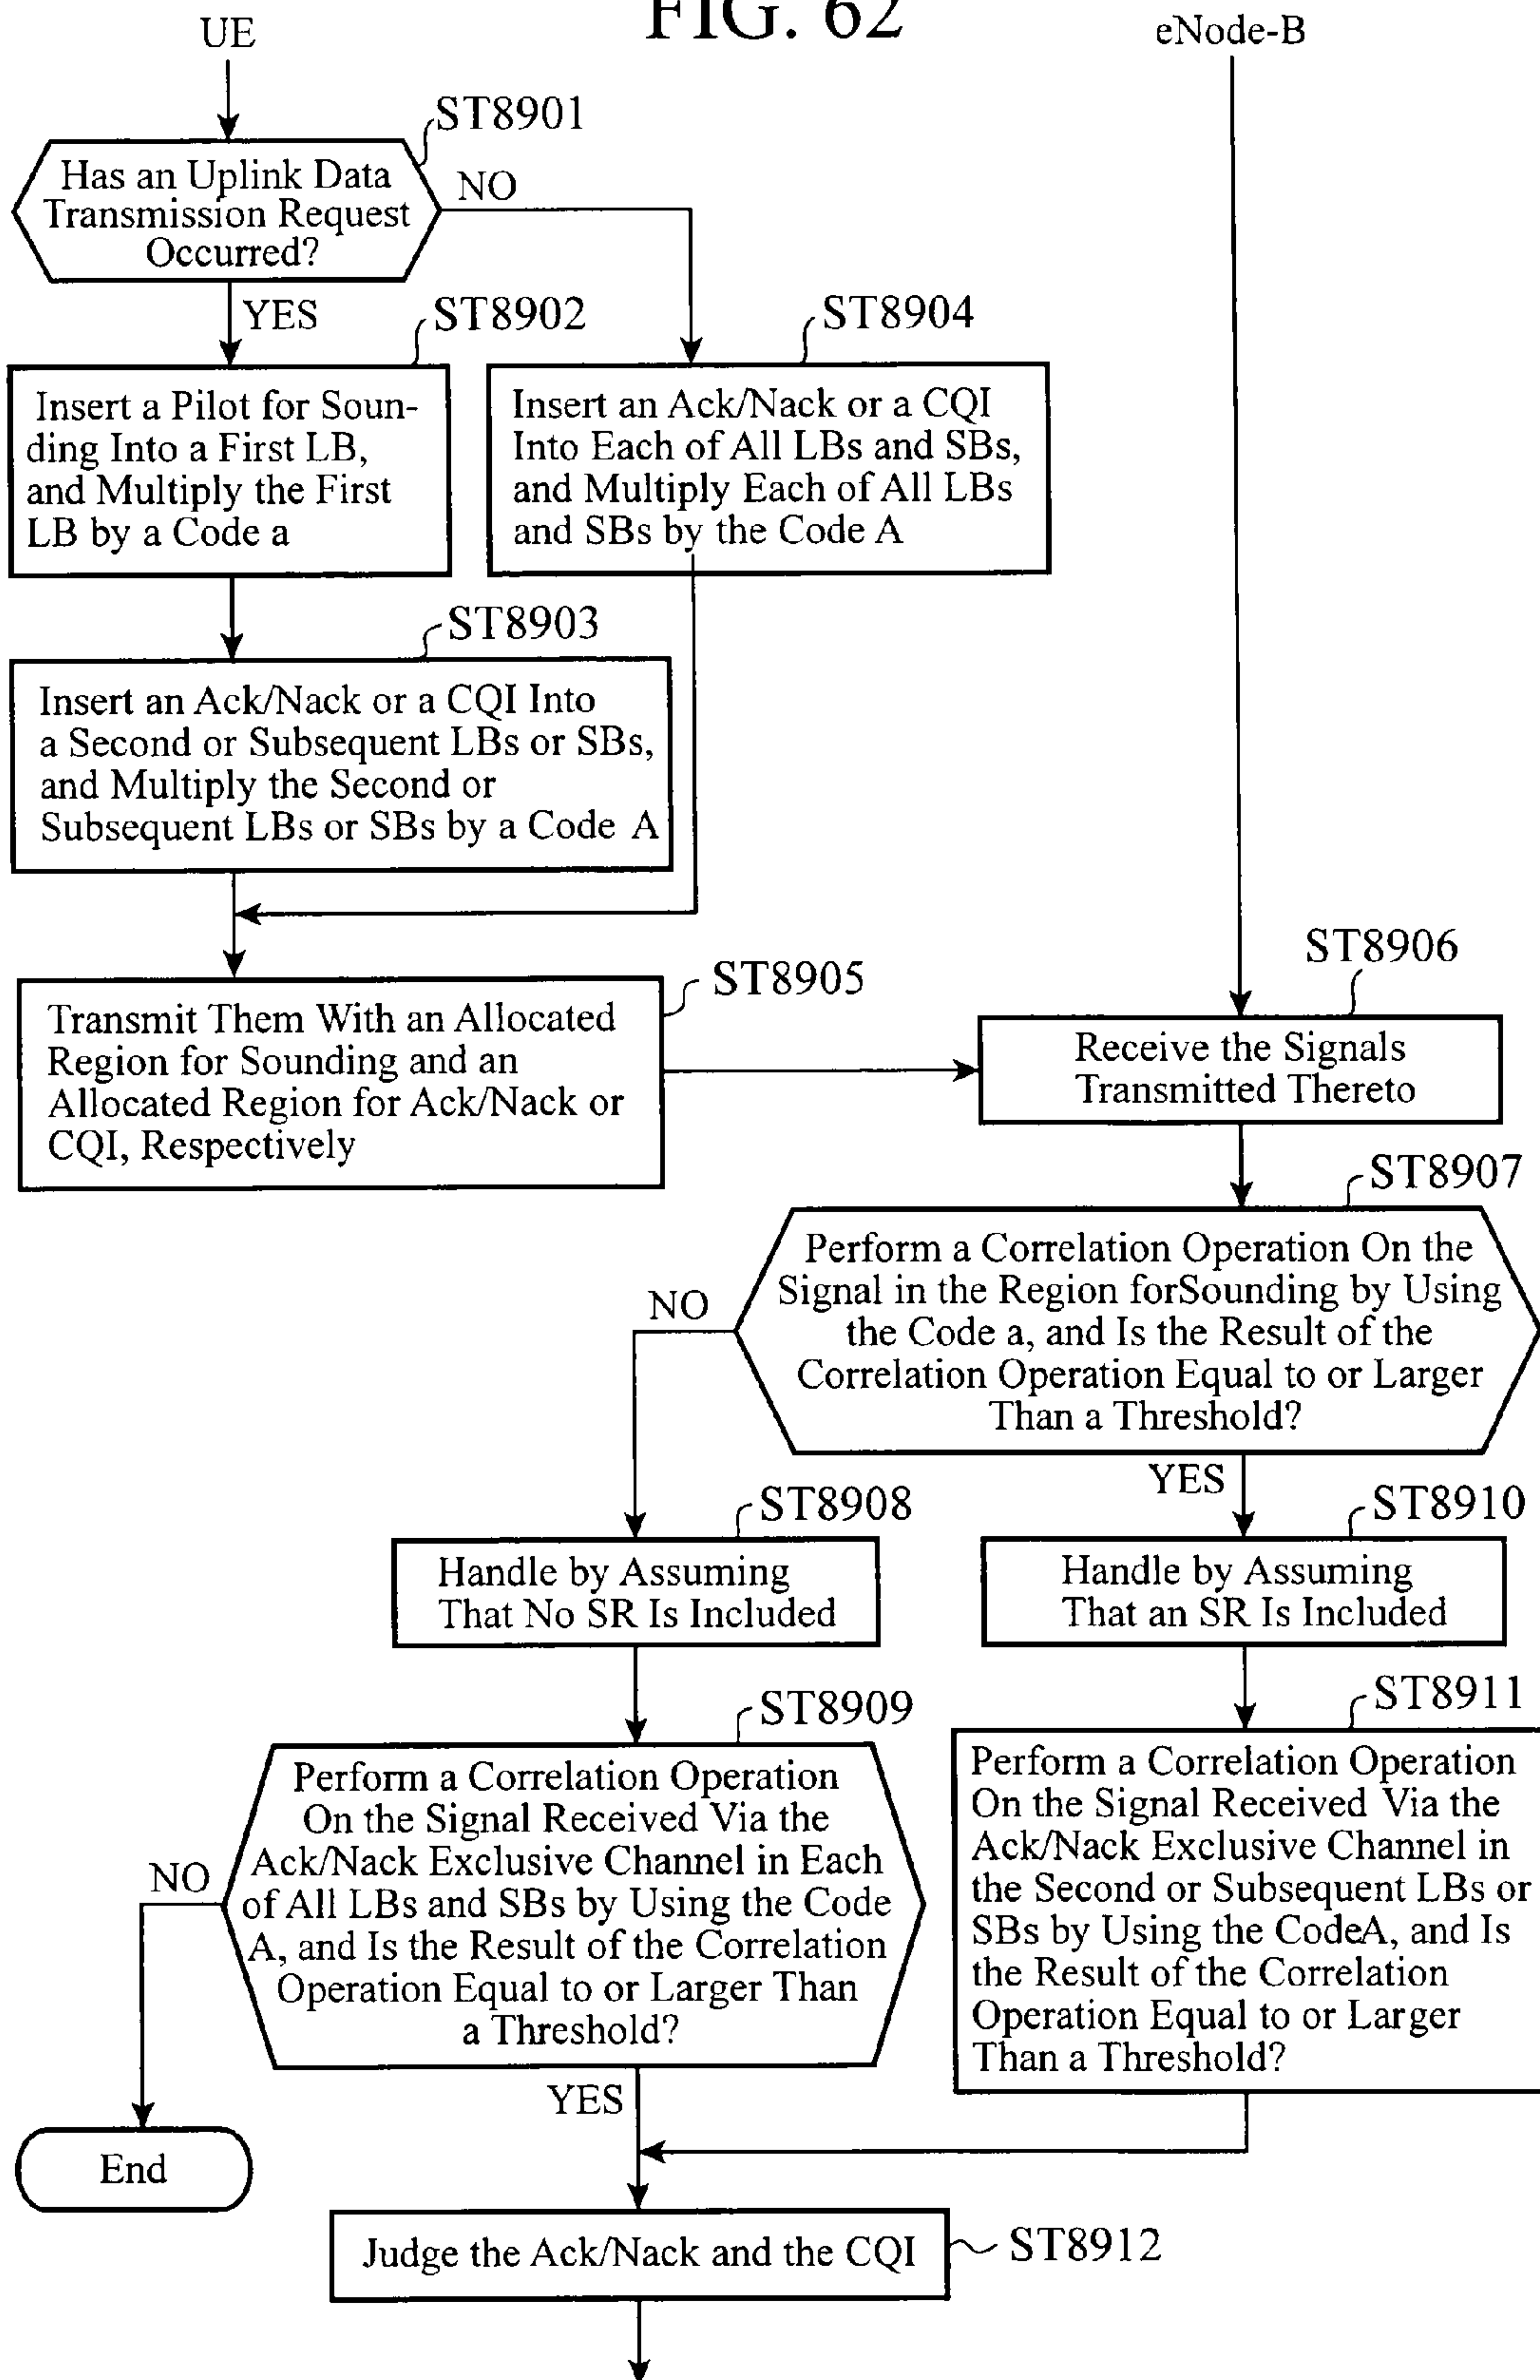 FIG. 62
UE
eNode-B
ST8901
Has an Uplink Data
Transmission Request
Occurred?
NO
YES
ST8902
Insert a Pilot for Soun-
ding Into a First LB,
and Multiply the First
LB by a Code a
ST8904
Insert an Ack/Nack or a CQI
Into Each of All LBs and SBs,
and Multiply Each of All LBs
and SBs by the Code A
ST8903
Insert an Ack/Nack or a CQI Into
a Second or Subsequent LBs or SBs,
and Multiply the Second or
Subsequent LBs or SBs by a Code A
ST8905
Transmit Them With an Allocated
Region for Sounding and an
Allocated Region for Ack/Nack or
CQI, Respectively
ST8906
Receive the Signals
Transmitted Thereto
ST8907
Perform a Correlation Operation On the
Signal in the Region forSounding by Using
the Code a, and Is the Result of the
Correlation Operation Equal to or Larger
Than a Threshold?
NO
YES
ST8908
Handle by Assuming
That No SR Is Included
ST8910
Handle by Assuming
That an SR Is Included
ST8909
Perform a Correlation Operation
On the Signal Received Via the
Ack/Nack Exclusive Channel in Each
of All LBs and SBs by Using the Code
A, and Is the Result of the Correlation
Operation Equal to or Larger Than
a Threshold?
NO
YES
ST8911
Perform a Correlation Operation
On the Signal Received Via the
Ack/Nack Exclusive Channel in
the Second or Subsequent LBs or
SBs by Using the CodeA, and Is
the Result of the Correlation
Operation Equal to or Larger
Than a Threshold?
End
Judge the Ack/Nack and the CQI
ST8912